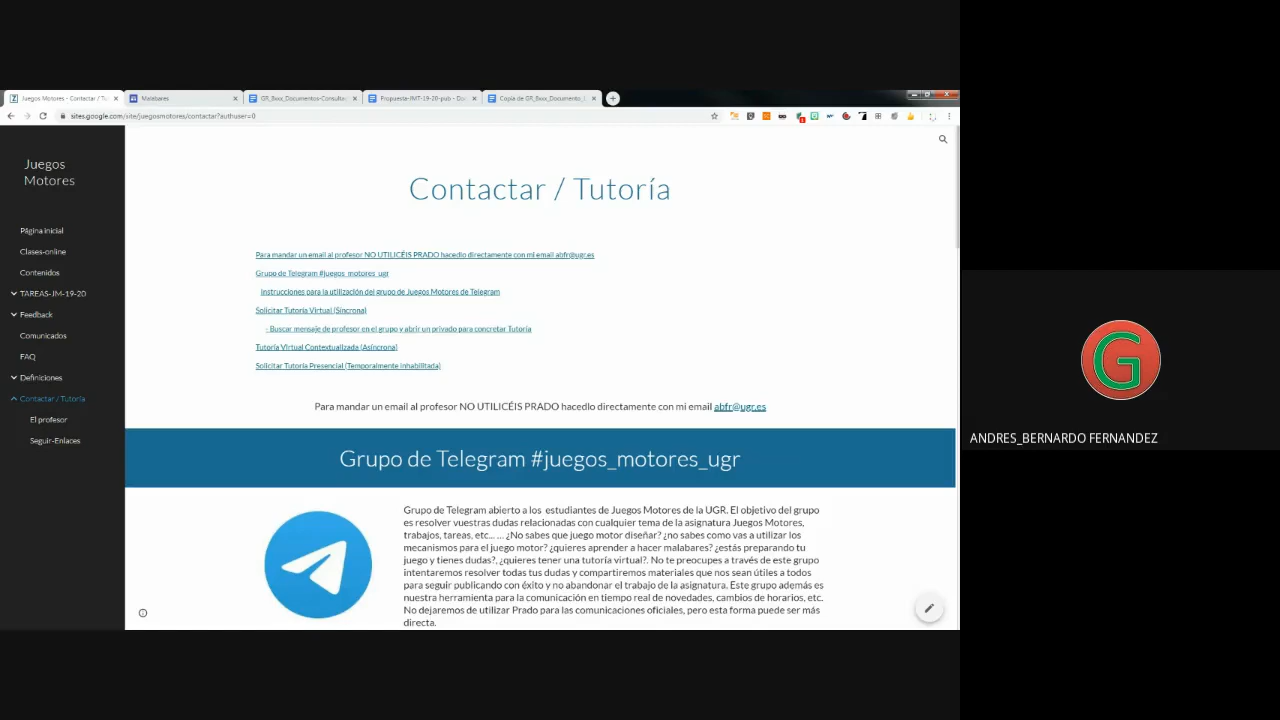 Juegos Motores - Contactar / Tu
Malabares
GR_Bxxx_Documentos-Consultas
Propuesta-JMT-19-20-pub - Do
Copia de GR_Bxxx_Documento_
sites.google.com/site/juegosmotores/contactar?authuser=0
Juegos
Motores
Página inicial
Clases-online
Contenidos
TAREAS-JM-19-20
Feedback
Comunicados
FAQ
Definiciones
Contactar / Tutoría
El profesor
Seguir-Enlaces
Contactar / Tutoría
Para mandar un email al profesor NO UTILICÉIS PRADO hacedlo directamente con mi email abfr@ugr.es
Grupo de Telegram #juegos_motores_ugr
Instrucciones para la utilización del grupo de Juegos Motores de Telegram
Solicitar Tutoría Virtual (Síncrona)
- Buscar mensaje de profesor en el grupo y abrir un privado para concretar Tutoría
Tutoría Virtual Contextualizada (Asíncrona)
Solicitar Tutoría Presencial (Temporalmente inhabilitada)
Para mandar un email al profesor NO UTILICÉIS PRADO hacedlo directamente con mi email abfr@ugr.es
Grupo de Telegram #juegos_motores_ugr
Grupo de Telegram abierto a los estudiantes de Juegos Motores de la UGR. El objetivo del grupo
es resolver vuestras dudas relacionadas con cualquier tema de la asignatura Juegos Motores,
trabajos, tareas, etc... ... ¿No sabes que juego motor diseñar? ¿no sabes como vas a utilizar los
mecanismos para el juego motor? ¿quieres aprender a hacer malabares? ¿estás preparando tu
juego y tienes dudas?, ¿quieres tener una tutoría virtual?. No te preocupes a través de este grupo
intentaremos resolver todas tus dudas y compartiremos materiales que nos sean útiles a todos
para seguir publicando con éxito y no abandonar el trabajo de la asignatura. Este grupo además es
nuestra herramienta para la comunicación en tiempo real de novedades, cambios de horarios, etc.
No dejaremos de utilizar Prado para las comunicaciones oficiales, pero esta forma puede ser más
directa.
G
ANDRES_BERNARDO FERNANDEZ